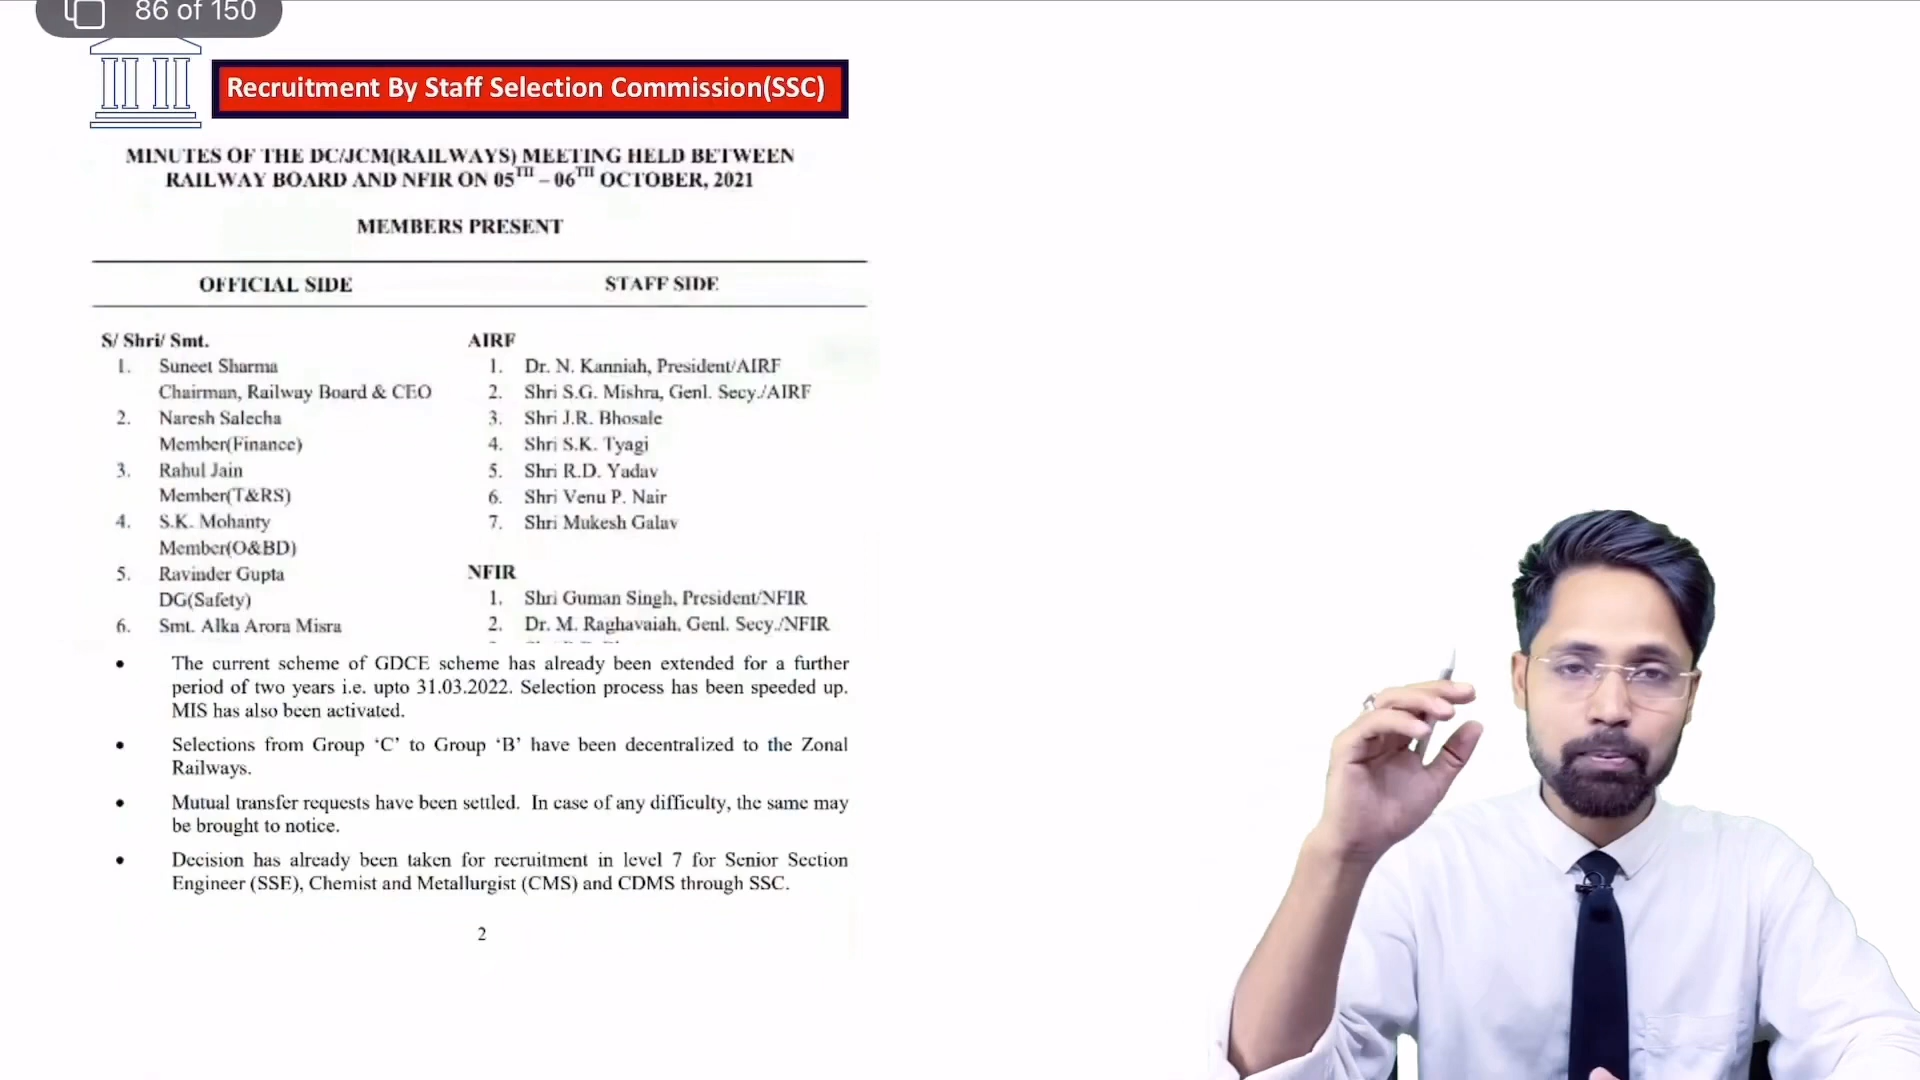 86 of 150
Recruitment By Staff Selection Commission(SSC)
MINUTES OF THE DC/JCM(RAILWAYS) MEETING HELD BETWEEN
RAILWAY BOARD AND NFIR ON 05TH – 06TH OCTOBER, 2021
MEMBERS PRESENT
OFFICIAL SIDE
STAFF SIDE
S/ Shri/ Smt.
1. Suneet Sharma
Chairman, Railway Board & CEO
2. Naresh Salecha
Member(Finance)
3. Rahul Jain
Member(T&RS)
4. S.K. Mohanty
Member(O&BD)
5. Ravinder Gupta
DG(Safety)
6. Smt. Alka Arora Misra
AIRF
1. Dr. N. Kanniah, President/AIRF
2. Shri S.G. Mishra, Genl. Secy./AIRF
3. Shri J.R. Bhosale
4. Shri S.K. Tyagi
5. Shri R.D. Yadav
6. Shri Venu P. Nair
7. Shri Mukesh Galav
NFIR
1. Shri Guman Singh, President/NFIR
2. Dr. M. Raghavaiah, Genl. Secy./NFIR
• The current scheme of GDCE scheme has already been extended for a further
period of two years i.e. upto 31.03.2022. Selection process has been speeded up.
MIS has also been activated.
• Selections from Group ‘C’ to Group ‘B’ have been decentralized to the Zonal
Railways.
• Mutual transfer requests have been settled. In case of any difficulty, the same may
be brought to notice.
• Decision has already been taken for recruitment in level 7 for Senior Section
Engineer (SSE), Chemist and Metallurgist (CMS) and CDMS through SSC.
2